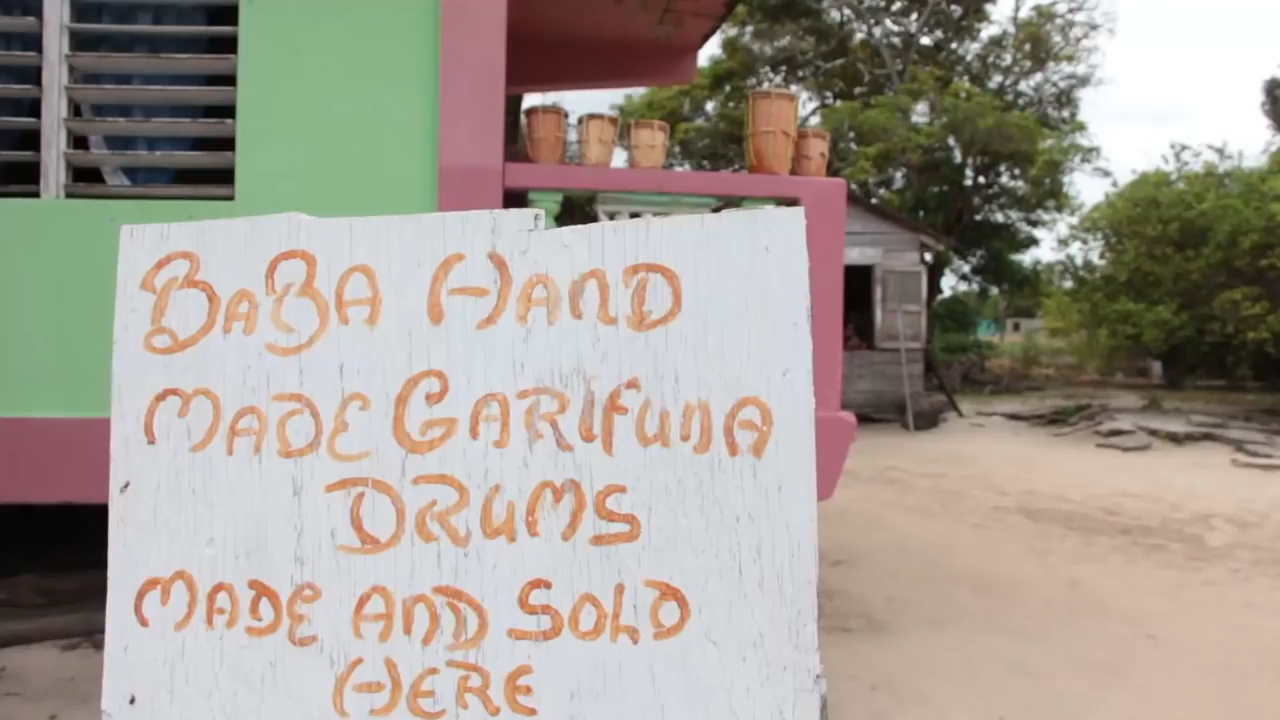 BABA HAND
MADE GARIFUNA
DRUMS
MADE AND SOLD
HERE